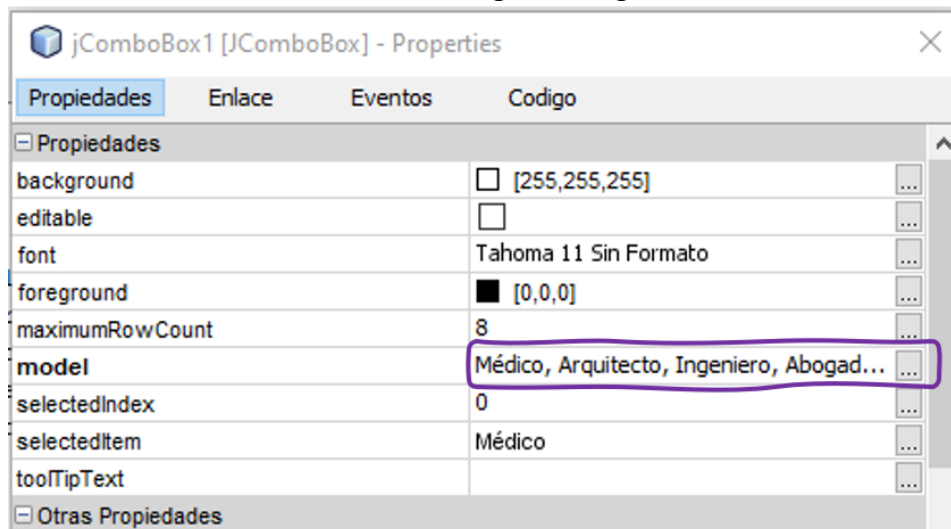 jComboBox1 [JComboBox] - Properties
Propiedades Enlace Eventos Codigo
Propiedades
background [255,255,255] ...
editable ...
font Tahoma 11 Sin Formato ...
foreground [0,0,0] ...
maximumRowCount 8 ...
model Médico, Arquitecto, Ingeniero, Abogad... ...
selectedIndex 0 ...
selectedItem Médico ...
toolTipText ...
Otras Propiedades